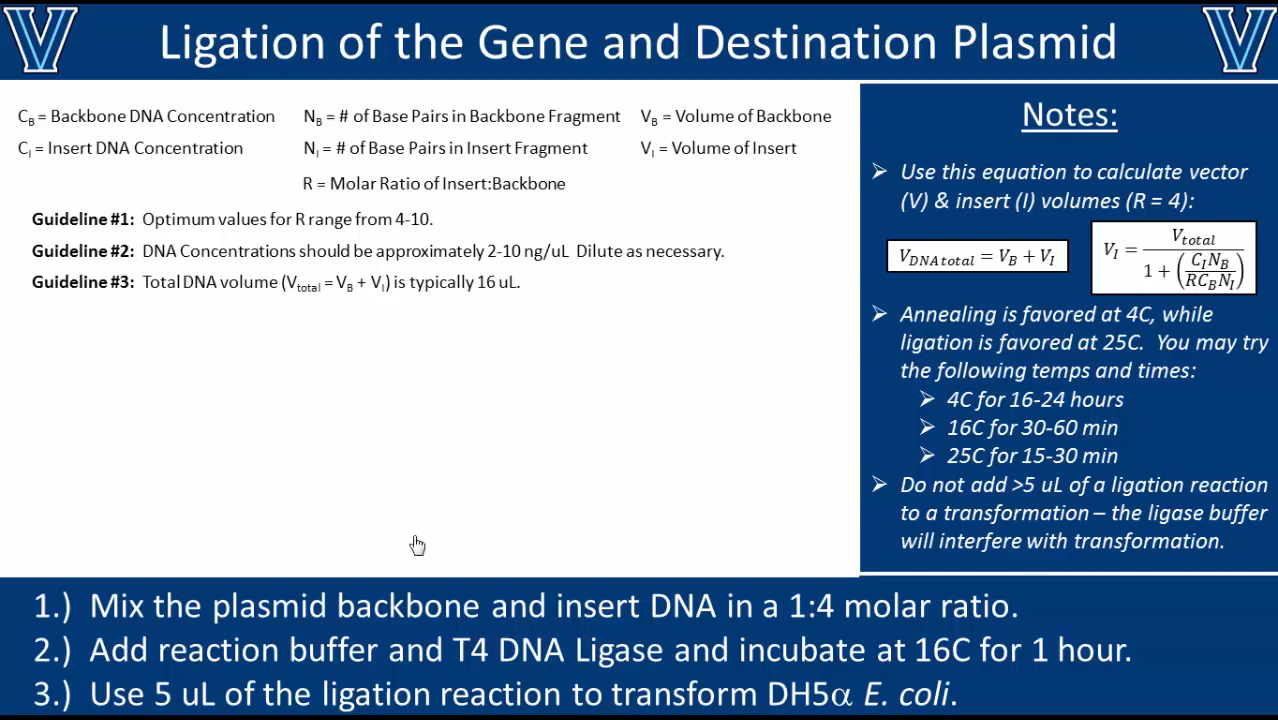 Ligation of the Gene and Destination Plasmid
C_B = Backbone DNA Concentration
N_B = # of Base Pairs in Backbone Fragment
V_B = Volume of Backbone
C_I = Insert DNA Concentration
N_I = # of Base Pairs in Insert Fragment
V_I = Volume of Insert
R = Molar Ratio of Insert:Backbone
Guideline #1: Optimum values for R range from 4-10.
Guideline #2: DNA Concentrations should be approximately 2-10 ng/uL Dilute as necessary.
Guideline #3: Total DNA volume (V_total = V_B + V_I) is typically 16 uL.
Notes:
➢ Use this equation to calculate vector
(V) & insert (I) volumes (R = 4):
V_DNA total = V_B + V_I
V_I = V_total / (1 + (C_I N_B / R C_B N_I))
➢ Annealing is favored at 4C, while
ligation is favored at 25C. You may try
the following temps and times:
➢ 4C for 16-24 hours
➢ 16C for 30-60 min
➢ 25C for 15-30 min
➢ Do not add >5 uL of a ligation reaction
to a transformation – the ligase buffer
will interfere with transformation.
1.) Mix the plasmid backbone and insert DNA in a 1:4 molar ratio.
2.) Add reaction buffer and T4 DNA Ligase and incubate at 16C for 1 hour.
3.) Use 5 uL of the ligation reaction to transform DH5α E. coli.